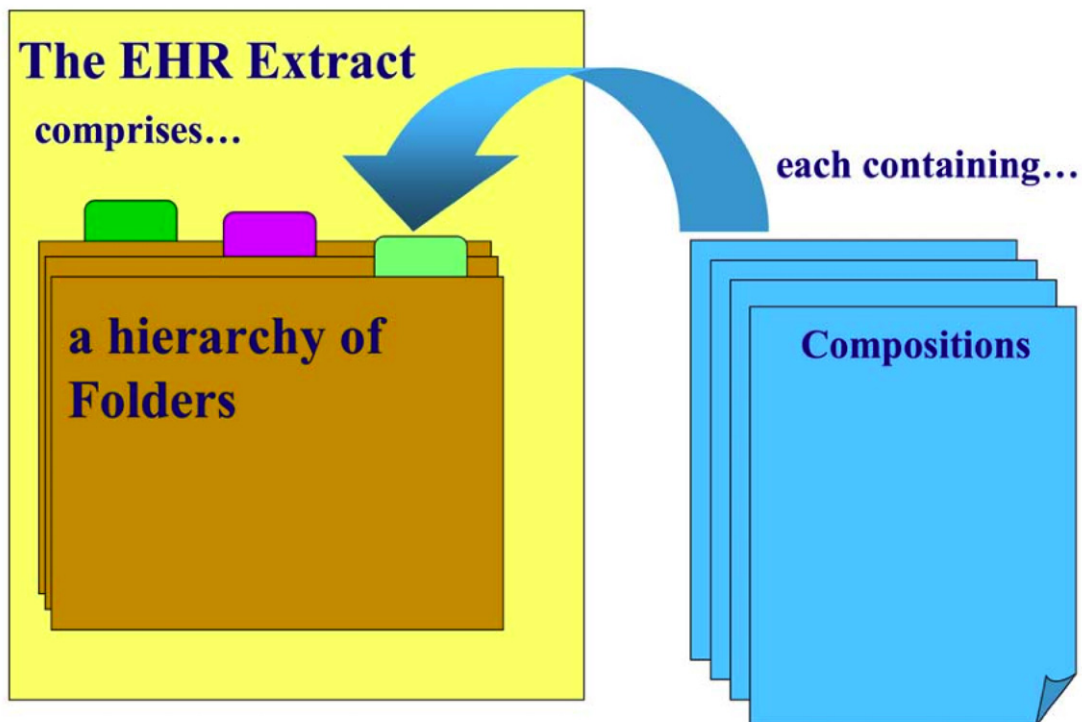 The EHR Extract
comprises…
a hierarchy of
Folders
each containing…
Compositions